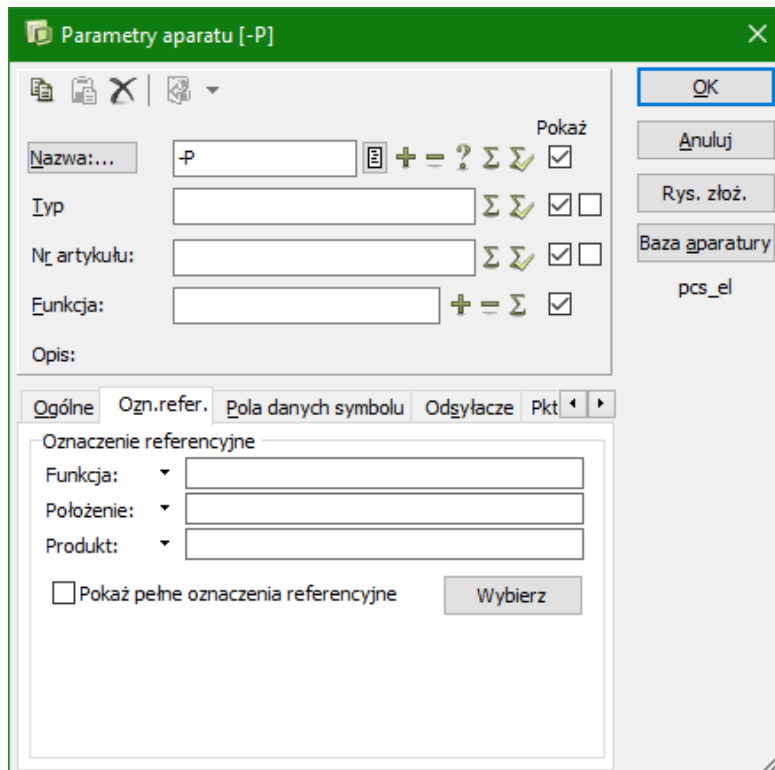 Parametry aparatu [-P]
OK
Pokaż
Anuluj
Nazwa:...
-P
Typ
Rys. złoż.
Nr artykułu:
Baza aparatury
Funkcja:
pcs_el
Opis:
Ogólne Ozn.refer. Pola danych symbolu Odsyłacze Pkt
Oznaczenie referencyjne
Funkcja:
Położenie:
Produkt:
Pokaż pełne oznaczenia referencyjne
Wybierz